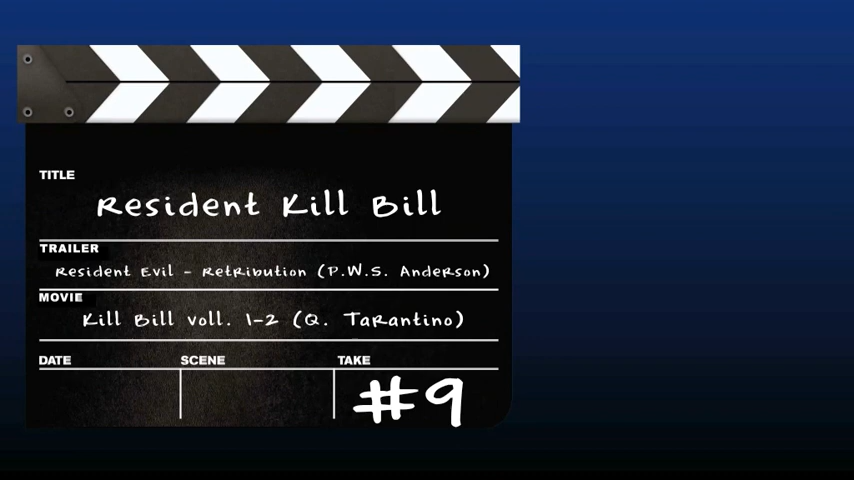 TITLE
Resident Kill Bill
TRAILER
Resident Evil - Retribution (P.W.S. Anderson)
MOVIE
Kill Bill Voll. 1-2 (Q. Tarantino)
DATE SCENE TAKE
#9